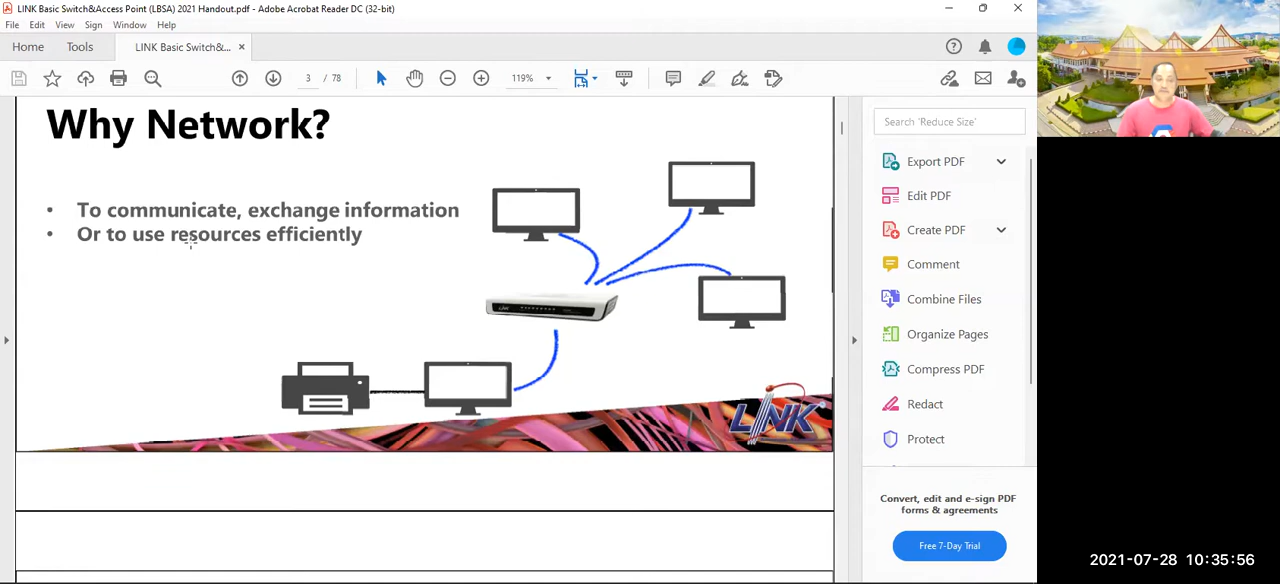 LINK Basic Switch&Access Point (LBSA) 2021 Handout.pdf - Adobe Acrobat Reader DC (32-bit)
File Edit View Sign Window Help
Home Tools LINK Basic Switch&... ×
3 / 78 119%
Why Network?
• To communicate, exchange information
• Or to use resources efficiently
LINK
LINK
Search 'Reduce Size'
Export PDF
Edit PDF
Create PDF
Comment
Combine Files
Organize Pages
Compress PDF
Redact
Protect
Convert, edit and e-sign PDF
forms & agreements
Free 7-Day Trial
2021-07-28 10:35:56